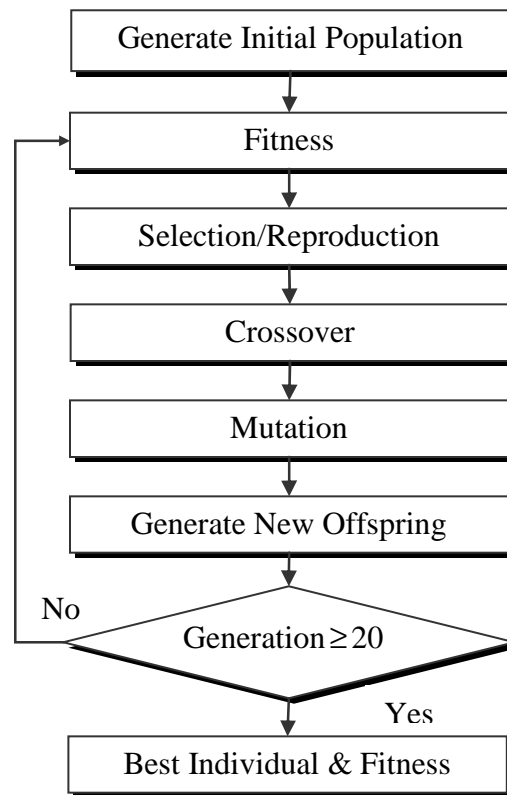 Generate Initial Population
Fitness
Selection/Reproduction
Crossover
Mutation
Generate New Offspring
No
Generation ≥ 20
Yes
Best Individual & Fitness